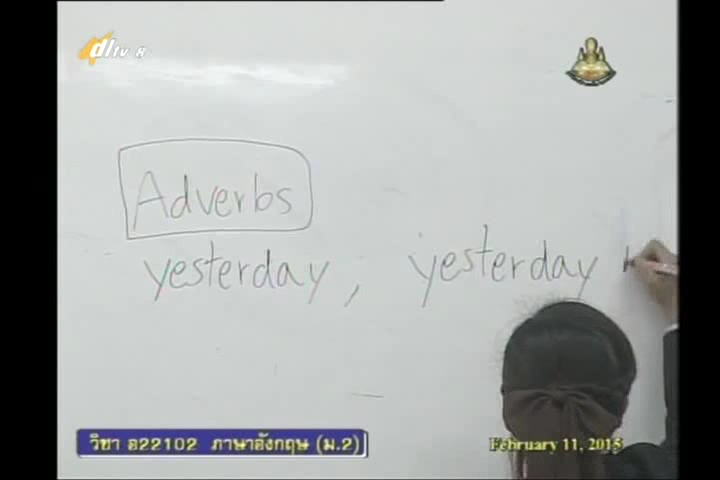 dltv 8
Adverbs
yesterday, yesterday
วิชา อ22102 ภาษาอังกฤษ (ม.2)
February 11, 2015